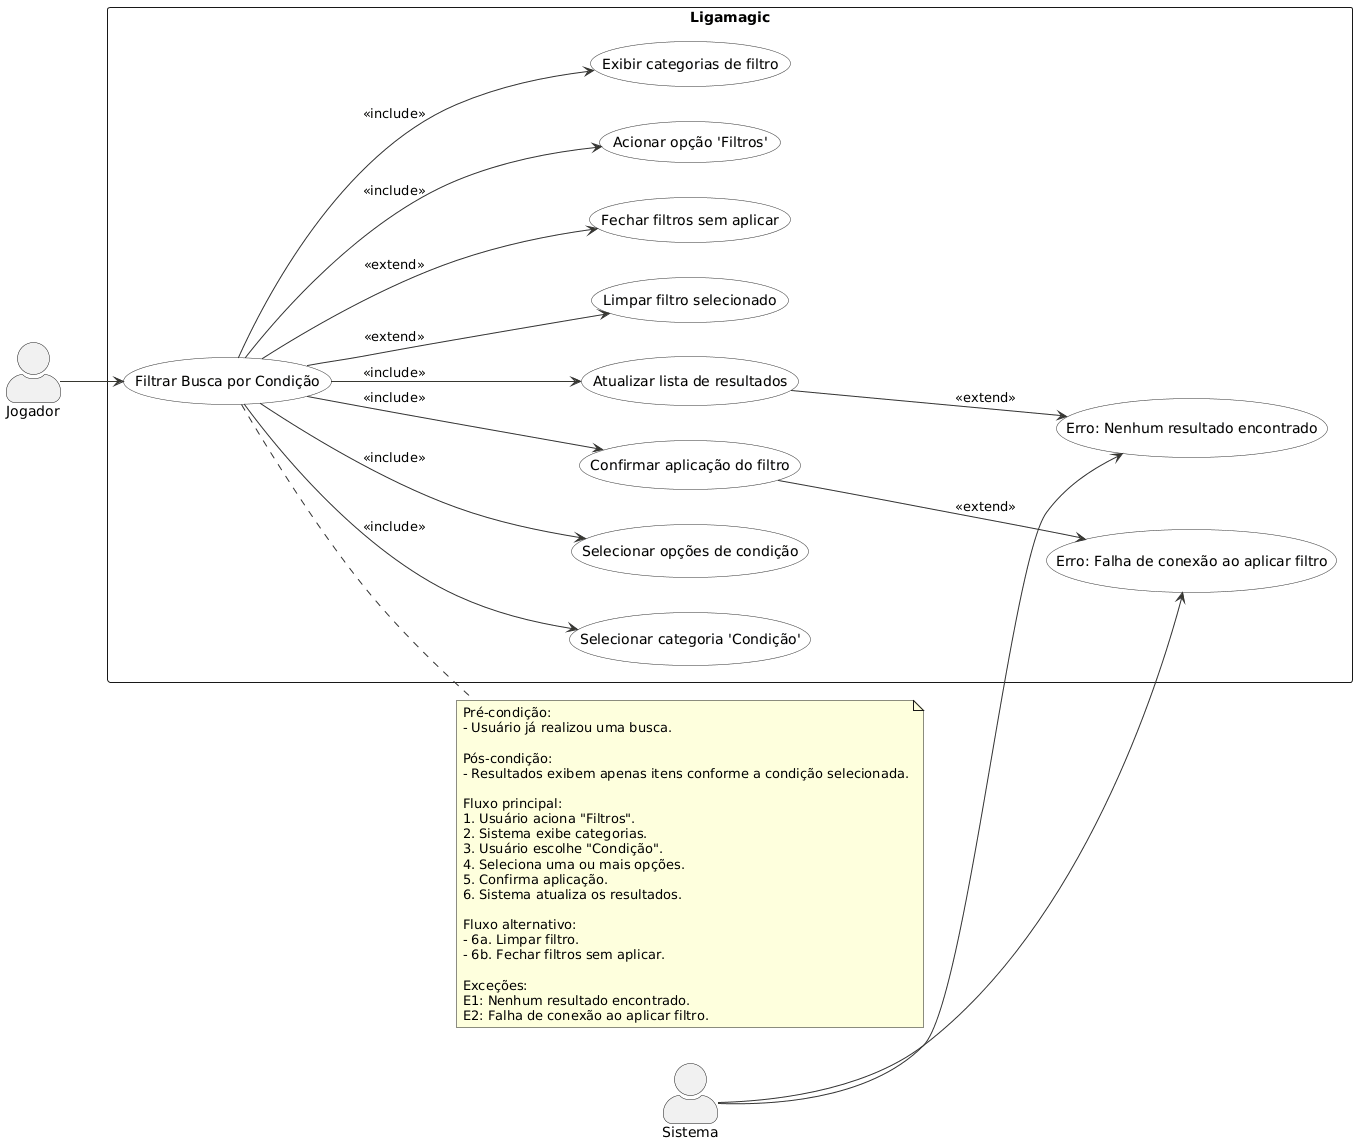 Ligamagic
Exibir categorias de filtro
«include»
Acionar opção 'Filtros'
«include»
Fechar filtros sem aplicar
«extend»
Limpar filtro selecionado
«extend»
Jogador
Filtrar Busca por Condição
«include»
Atualizar lista de resultados
«extend»
Erro: Nenhum resultado encontrado
«include»
Confirmar aplicação do filtro
«extend»
Erro: Falha de conexão ao aplicar filtro
«include»
Selecionar opções de condição
«include»
Selecionar categoria 'Condição'
Pré-condição:
- Usuário já realizou uma busca.
Pós-condição:
- Resultados exibem apenas itens conforme a condição selecionada.
Fluxo principal:
1. Usuário aciona "Filtros".
2. Sistema exibe categorias.
3. Usuário escolhe "Condição".
4. Seleciona uma ou mais opções.
5. Confirma aplicação.
6. Sistema atualiza os resultados.
Fluxo alternativo:
- 6a. Limpar filtro.
- 6b. Fechar filtros sem aplicar.
Exceções:
E1: Nenhum resultado encontrado.
E2: Falha de conexão ao aplicar filtro.
Sistema